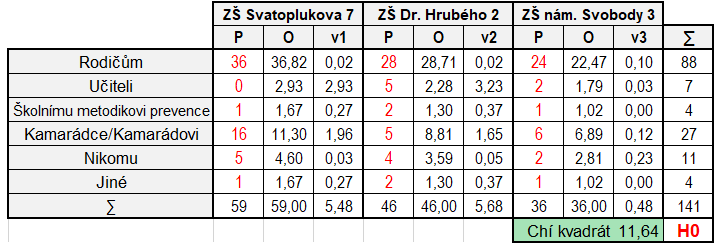 ZŠ Svatoplukova 7 ZŠ Dr. Hrubého 2 ZŠ nám. Svobody 3
P O v1 P O v2 P O v3 ∑
Rodičům 36 36,82 0,02 28 28,71 0,02 24 22,47 0,10 88
Učiteli 0 2,93 2,93 5 2,28 3,23 2 1,79 0,03 7
Školnímu metodikovi prevence 1 1,67 0,27 2 1,30 0,37 1 1,02 0,00 4
Kamarádce/Kamarádovi 16 11,30 1,96 5 8,81 1,65 6 6,89 0,12 27
Nikomu 5 4,60 0,03 4 3,59 0,05 2 2,81 0,23 11
Jiné 1 1,67 0,27 2 1,30 0,37 1 1,02 0,00 4
∑ 59 59,00 5,48 46 46,00 5,68 36 36,00 0,48 141
Chí kvadrát 11,64 H0